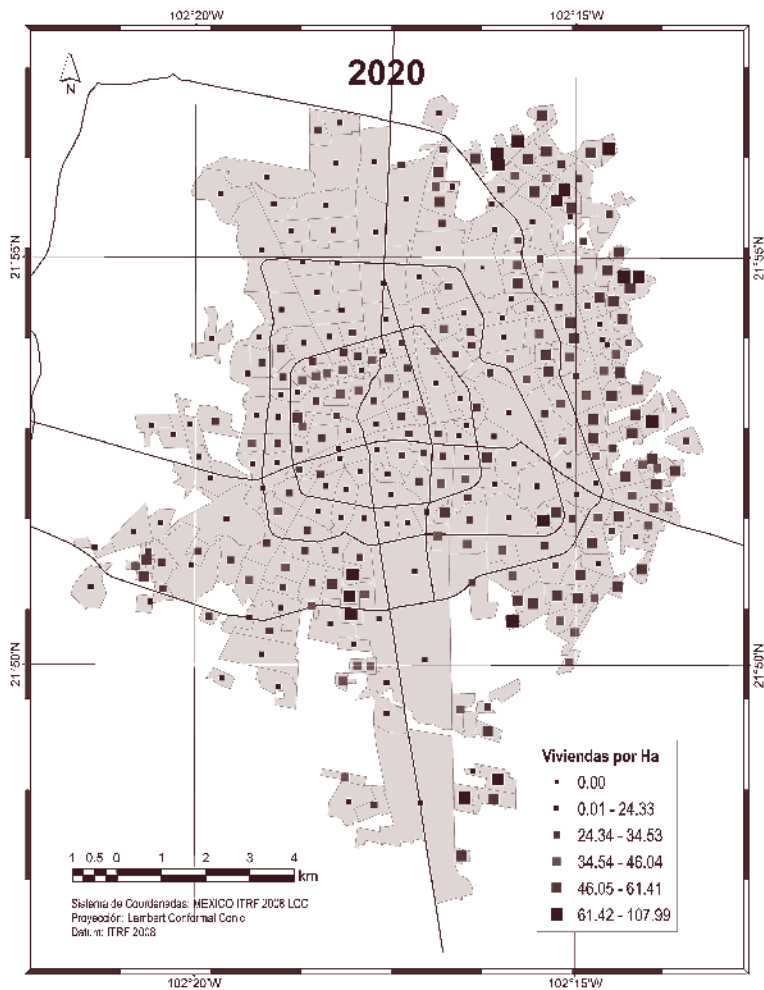 102°20'W 102°15'W
2020
N
21°55'N 21°55'N
21°50'N 21°50'N
Viviendas por Ha
0.00
0.01 - 24.33
24.34 - 34.53
34.54 - 46.04
46.05 - 61.41
61.42 - 107.99
1 0.5 0 1 2 3 4
km
Sistema de Coordenadas: MEXICO ITRF 2008 LCC
Proyección: Lambert Conformal Conic
Datum: ITRF 2008
102°20'W 102°15'W